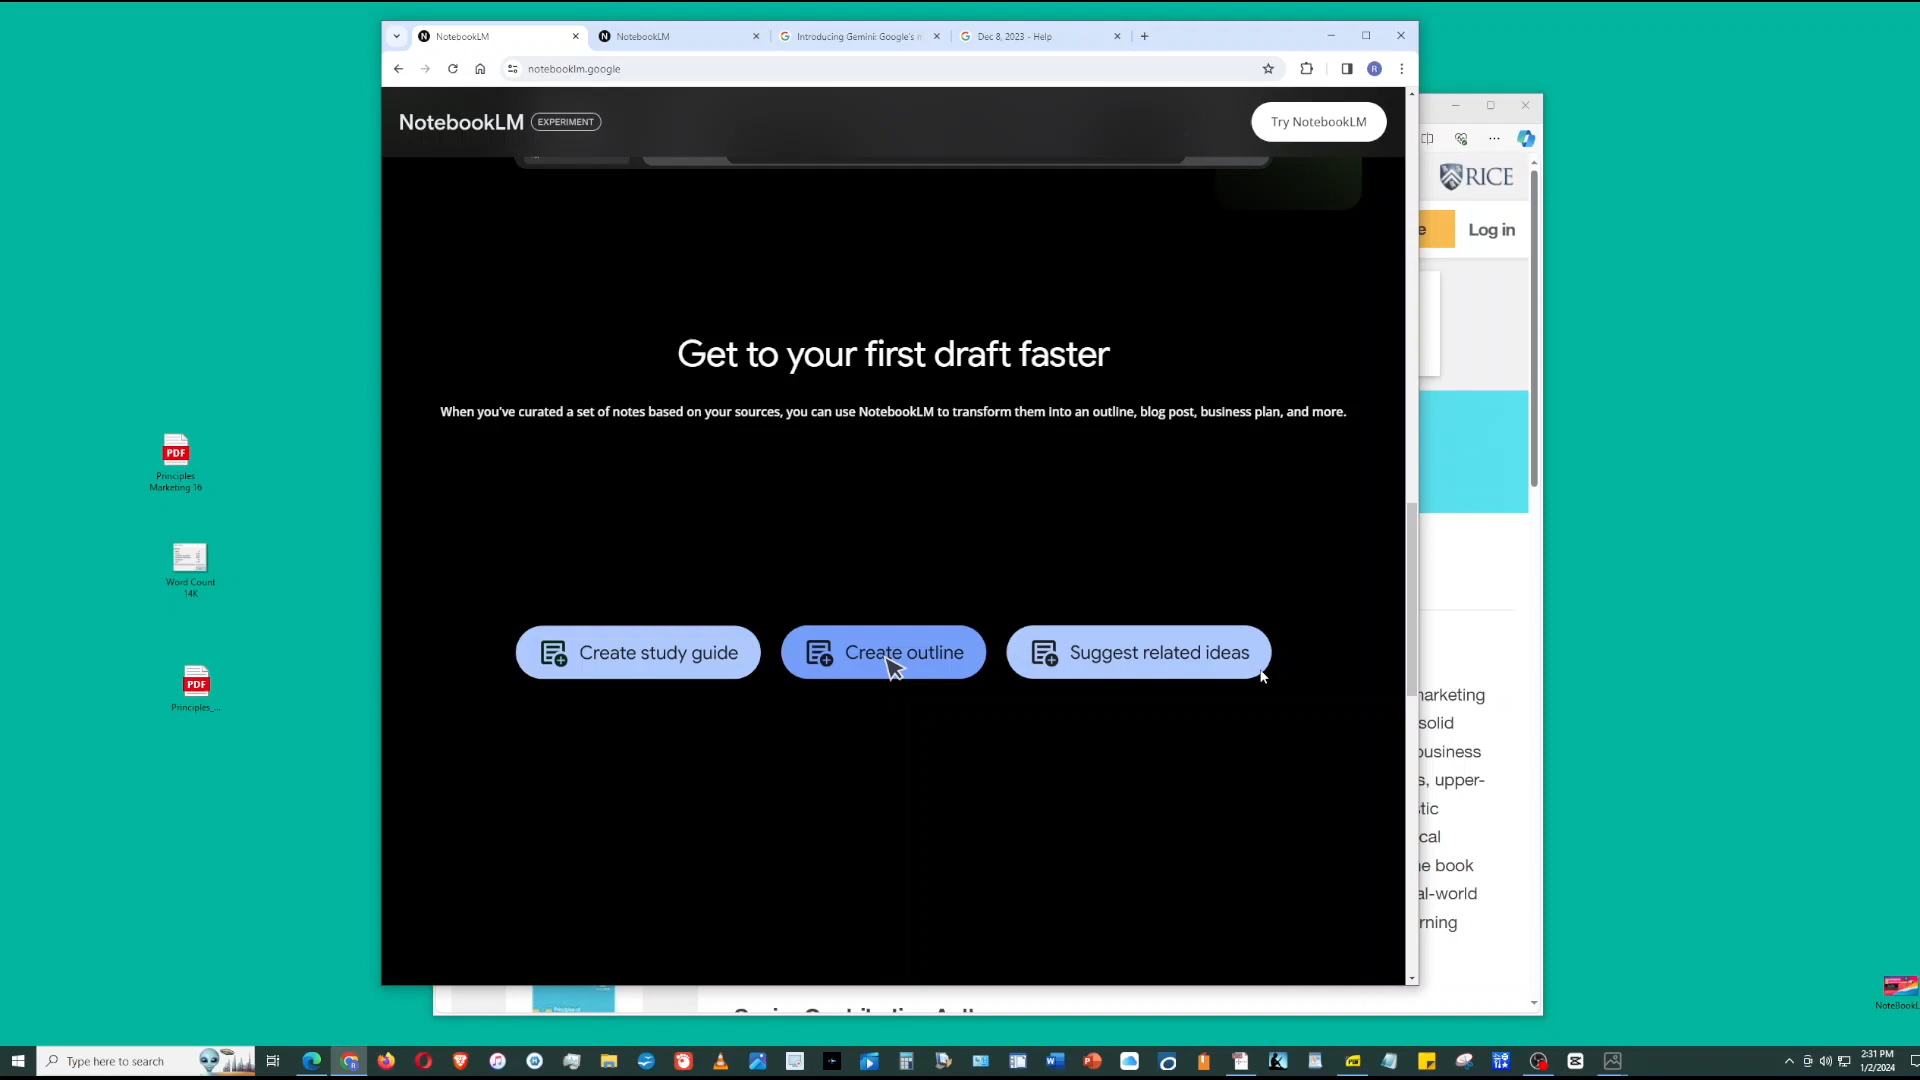 NotebookLM
NotebookLM
Introducing Gemini: Google's m
Dec 8, 2023 - Help
notebooklm.google
R
NotebookLM EXPERIMENT
Try NotebookLM
RICE
e
Log in
Get to your first draft faster
When you've curated a set of notes based on your sources, you can use NotebookLM to transform them into an outline, blog post, business plan, and more.
PDF
Principles
Marketing 16
Word Count
14K
PDF
Principles_...
Create study guide
Create outline
Suggest related ideas
narketing
solid
business
s, upper-
tic
cal
e book
al-world
rning
NoteBookL
Type here to search
2:31 PM
1/2/2024